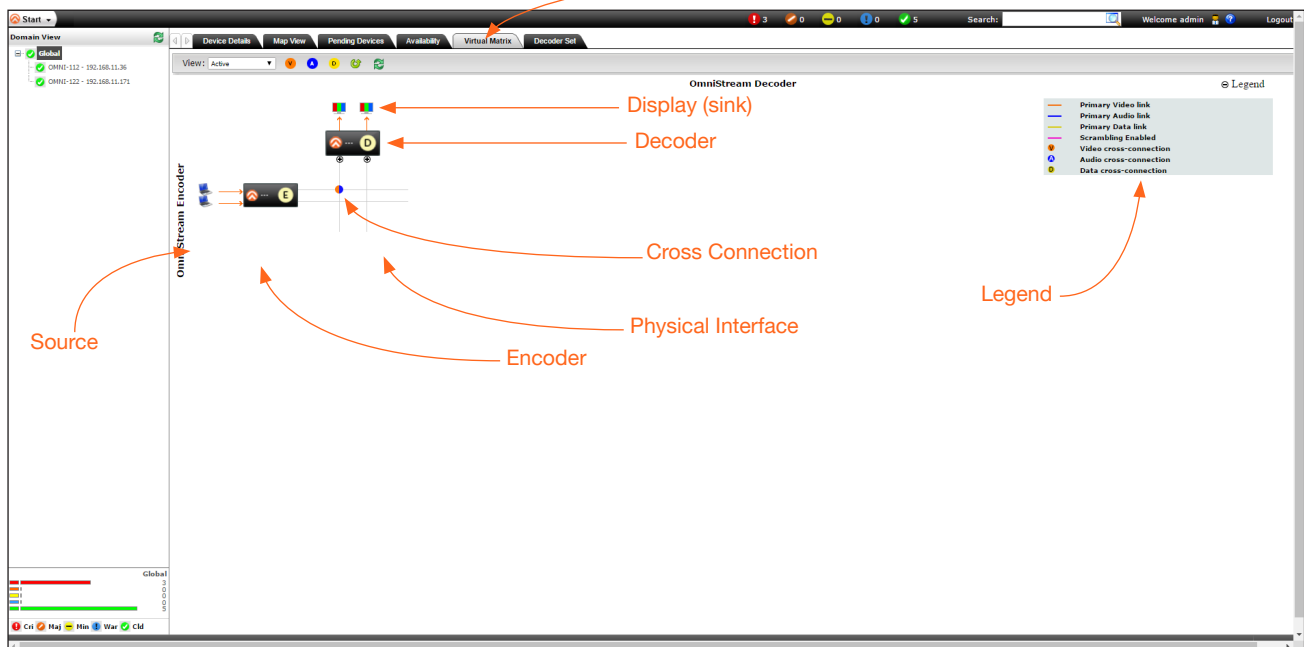 Start
3 0 0 0 5 Search: Welcome admin Logout
Domain View
Device Details Map View Pending Devices Availability Virtual Matrix Decoder Set
Global
OMNI-112 - 192.168.11.36
OMNI-122 - 192.168.11.171
View: Active V A D
OmniStream Decoder
Legend
Primary Video link
Primary Audio link
Primary Data link
Scrambling Enabled
V Video cross-connection
A Audio cross-connection
D Data cross-connection
Display (sink)
D
Decoder
OmniStream Encoder
E
Cross Connection
Legend
Physical Interface
Source
Encoder
Global
3
0
0
0
5
Cri Maj Min War Cld